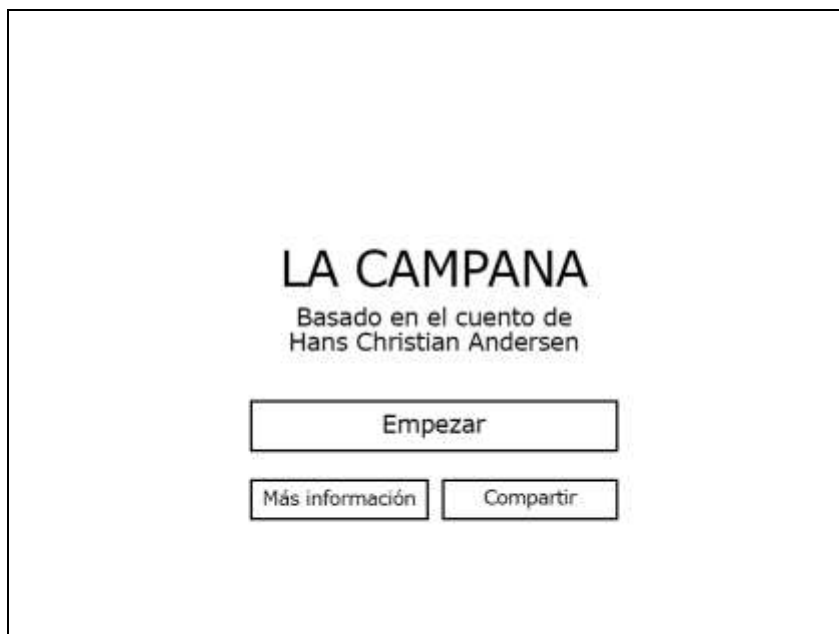 LA CAMPANA
Basado en el cuento de
Hans Christian Andersen
Empezar
Más información
Compartir